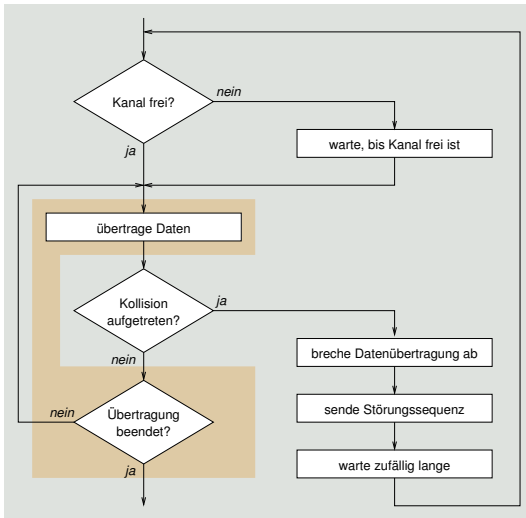 Kanal frei?
nein
warte, bis Kanal frei ist
ja
übertrage Daten
Kollision
aufgetreten?
ja
breche Datenübertragung ab
nein
sende Störungssequenz
nein
Übertragung
beendet?
warte zufällig lange
ja